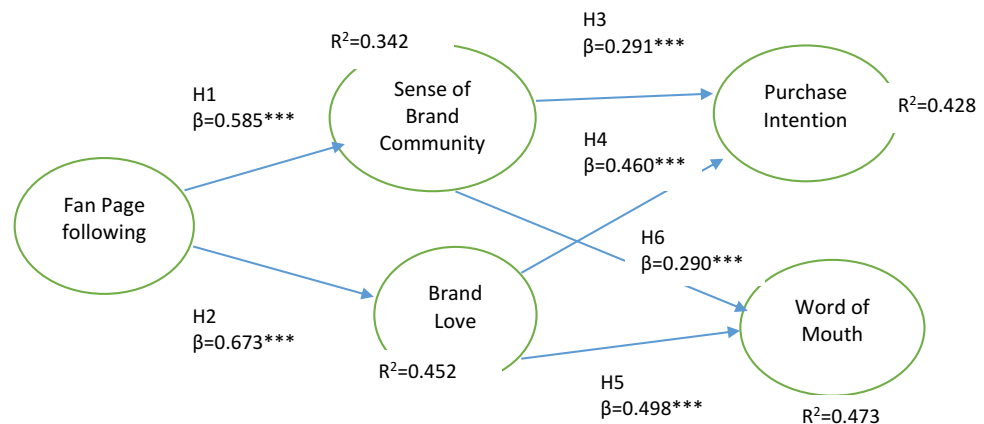 H3
β=0.291***
R²=0.342
Sense of
Brand
Community
Purchase
Intention
R²=0.428
H1
β=0.585***
H4
β=0.460***
Fan Page
following
H6
β=0.290***
Brand
Love
Word of
Mouth
H2
β=0.673***
R²=0.452
H5
β=0.498***
R²=0.473